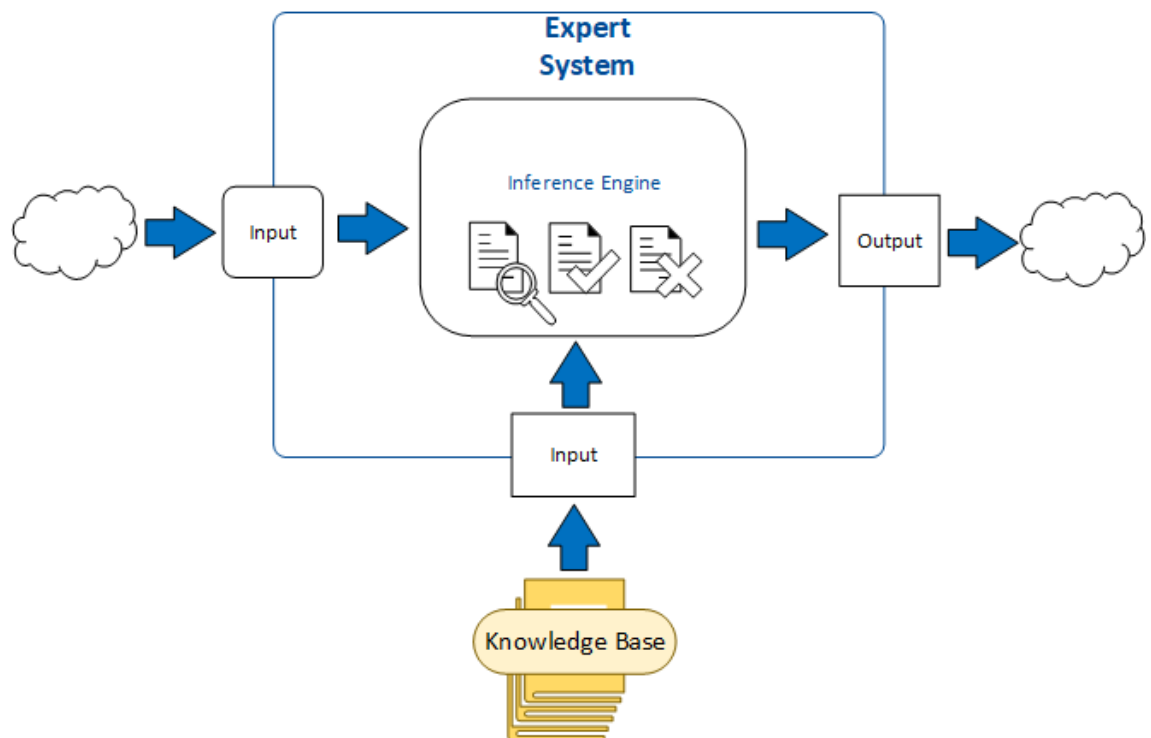 Expert
System
Inference Engine
Input
Output
Input
Knowledge Base